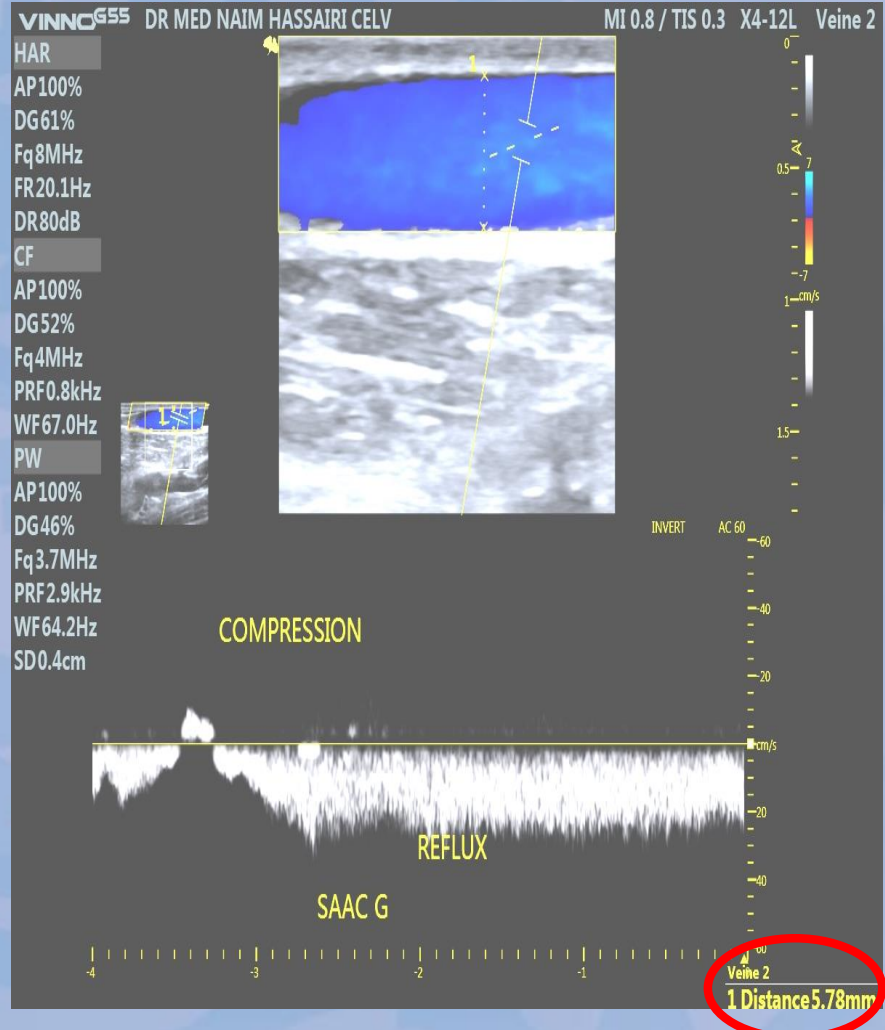 VINNO G55 DR MED NAIM HASSAIRI CELV MI 0.8 / TIS 0.3 X4-12L Veine 2
HAR
AP100%
DG61%
Fq8MHz
FR20.1Hz
DR80dB
CF
AP100%
DG52%
Fq4MHz
PRF0.8kHz
WF67.0Hz
PW
AP100%
DG46%
Fq3.7MHz
PRF2.9kHz
WF64.2Hz
SD0.4cm
1
0
0.5
7
-7
cm/s
1
1.5
1
INVERT AC 60
-60
-40
-20
cm/s
20
40
60
COMPRESSION
REFLUX
SAAC G
-4 -3 -2 -1
Veine 2
1 Distance 5.78mm